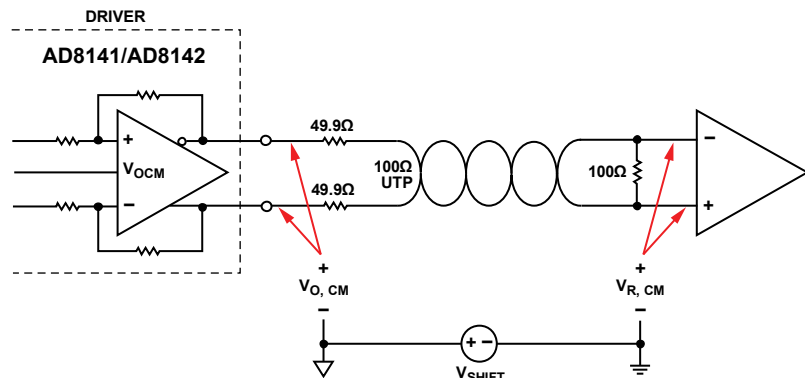 DRIVER
AD8141/AD8142
+
VOCM
−
49.9Ω
49.9Ω
100Ω
UTP
100Ω
−
+
+
VO, CM
−
+
VR, CM
−
+ −
VSHIFT